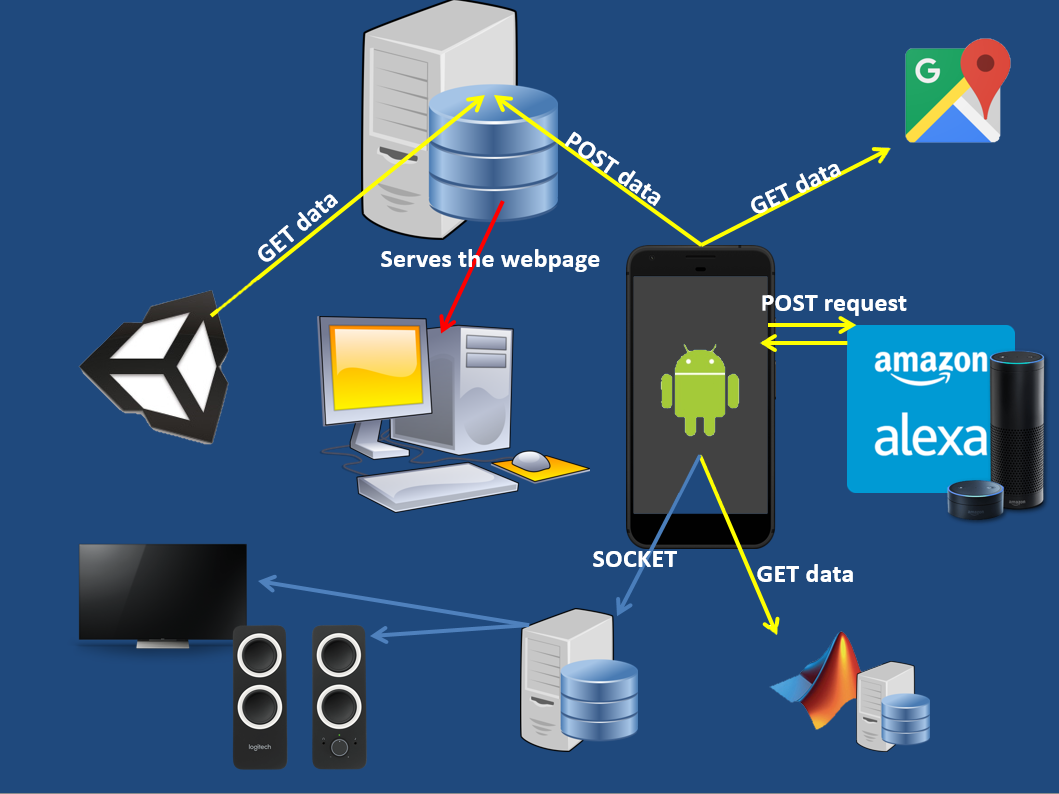 G
POST data
GET data
GET data
Serves the webpage
POST request
amazon
alexa
SOCKET
GET data
logitech